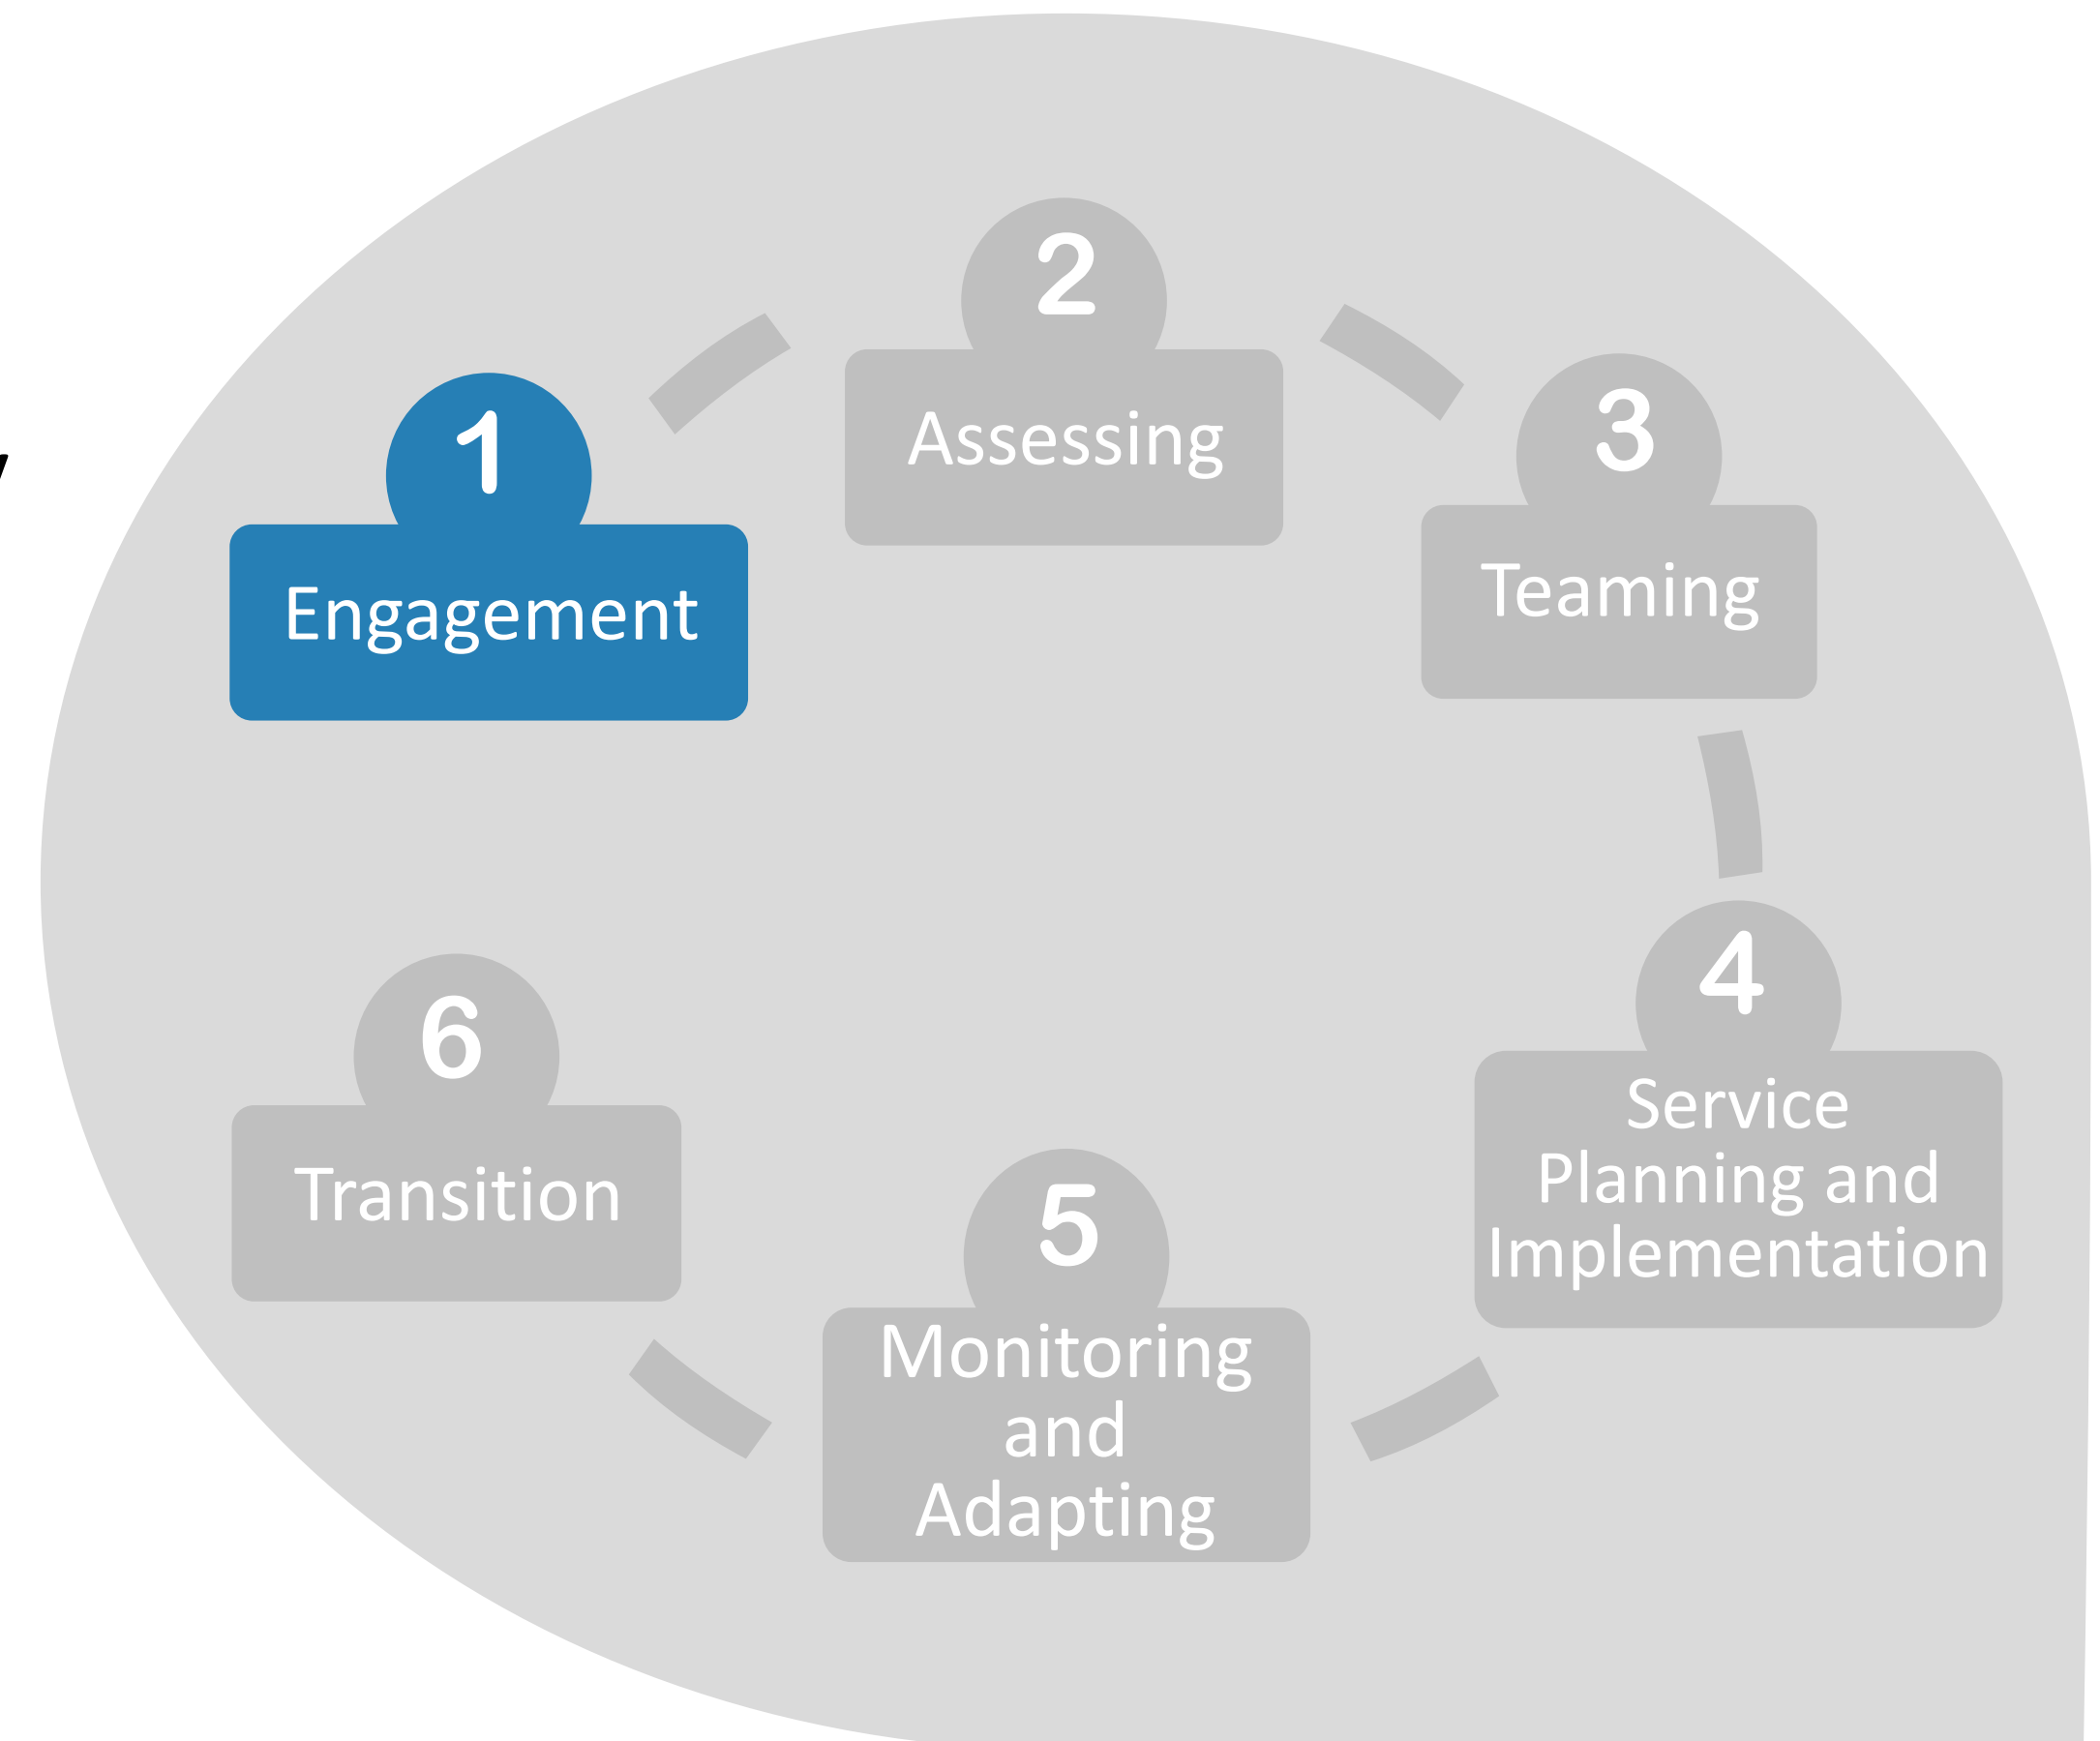 1
Engagement
2
Assessing
3
Teaming
4
Service
Planning and
Implementation
5
Monitoring
and
Adapting
6
Transition